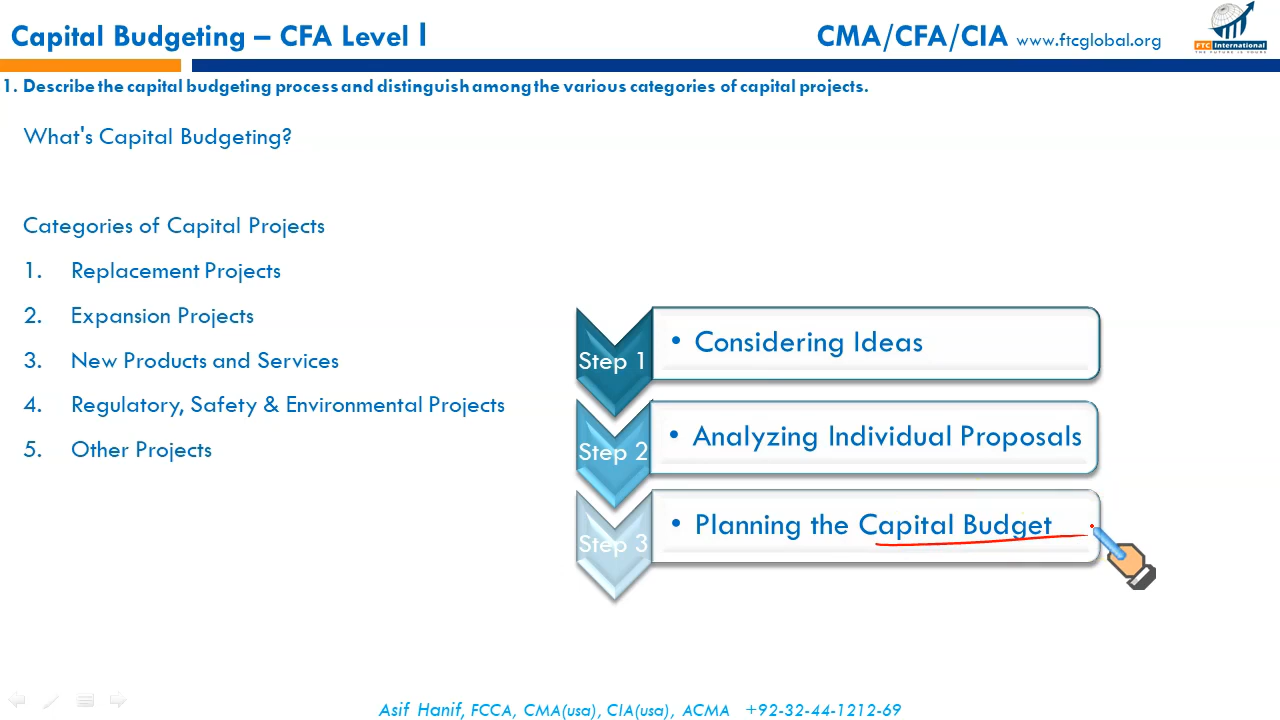 Capital Budgeting – CFA Level I
CMA/CFA/CIA www.ftcglobal.org
FTC International
THE FUTURE IS YOURS
1. Describe the capital budgeting process and distinguish among the various categories of capital projects.
What's Capital Budgeting?
Categories of Capital Projects
1. Replacement Projects
2. Expansion Projects
3. New Products and Services
4. Regulatory, Safety & Environmental Projects
5. Other Projects
Step 1
• Considering Ideas
Step 2
• Analyzing Individual Proposals
Step 3
• Planning the Capital Budget
Asif Hanif, FCCA, CMA(usa), CIA(usa), ACMA +92-32-44-1212-69